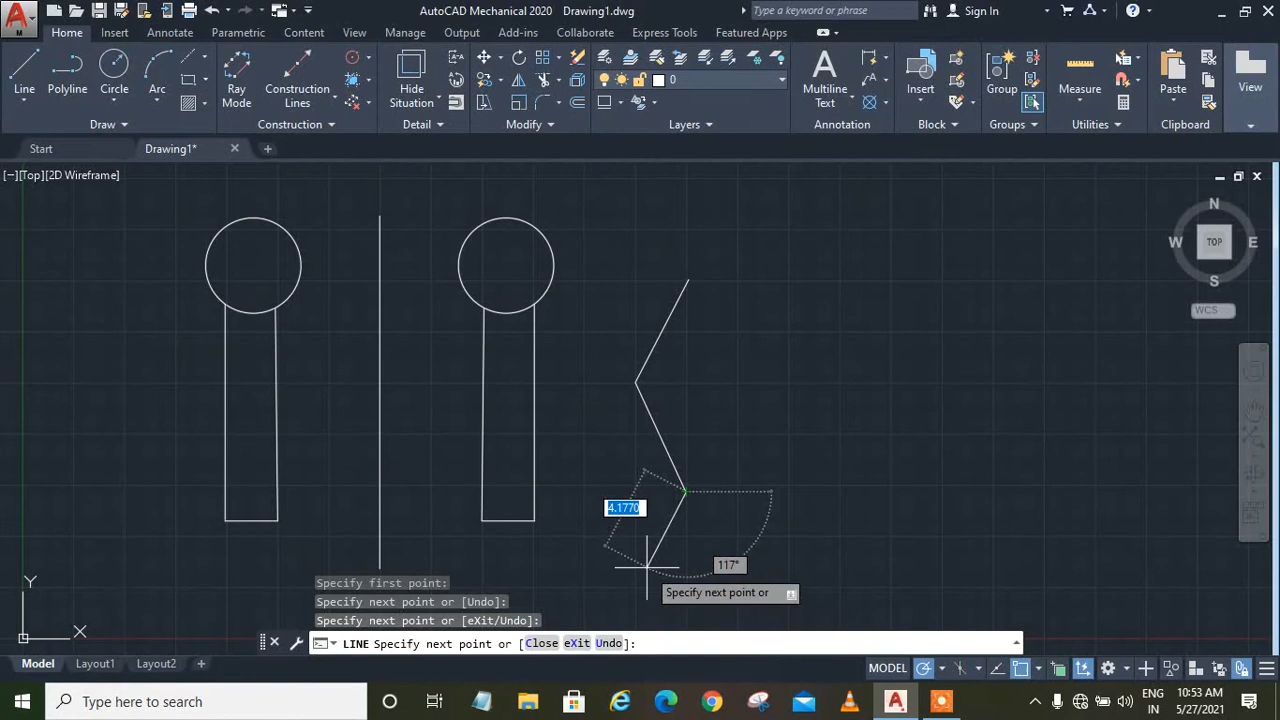 AutoCAD Mechanical 2020 Drawing1.dwg
Type a keyword or phrase
Sign In
Home Insert Annotate Parametric Content View Manage Output Add-ins Collaborate Express Tools Featured Apps
M
Line Polyline Circle Arc
Ray Mode
Construction Lines
Hide Situation
0
Multiline Text
Insert
Group
Measure
Paste
View
Draw Construction Detail Modify Layers Annotation Block Groups Utilities Clipboard
Start Drawing1*
[−][Top][2D Wireframe]
N
W TOP E
S
WCS
4.1770
117°
Specify next point or
Y
X
Specify first point:
Specify next point or [Undo]:
Specify next point or [eXit/Undo]:
LINE Specify next point or [Close eXit Undo]:
Model Layout1 Layout2
MODEL
Type here to search
ENG
IN
10:53 AM
5/27/2021